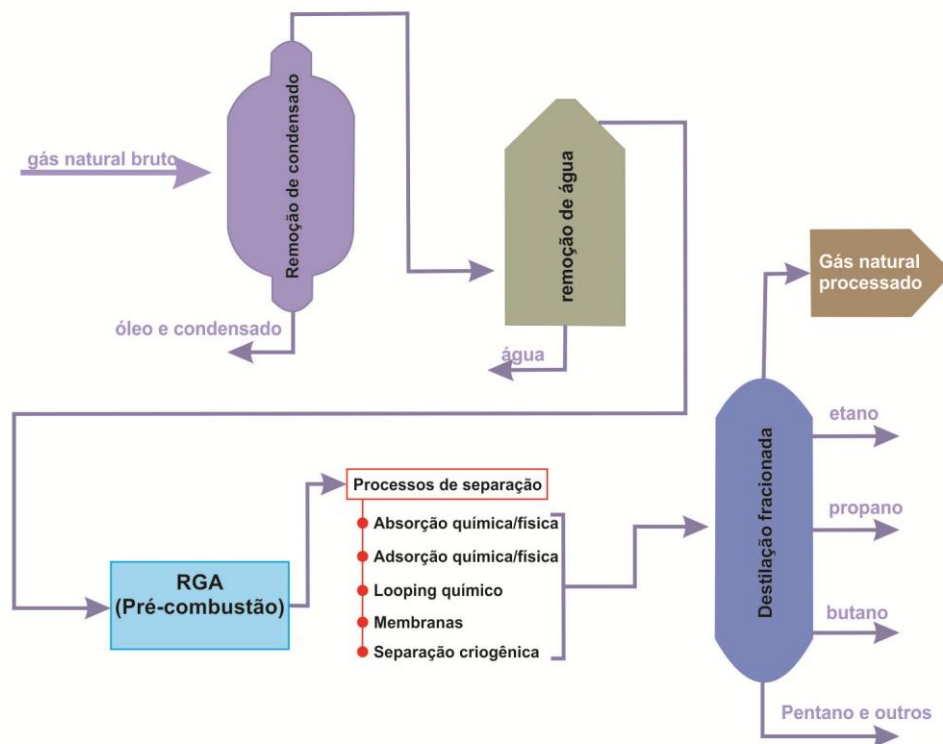 gás natural bruto
Remoção de condensado
óleo e condensado
remoção de água
água
RGA
(Pré-combustão)
Processos de separação
Absorção química/física
Adsorção química/física
Looping químico
Membranas
Separação criogênica
Destilação fracionada
Gás natural
processado
etano
propano
butano
Pentano e outros